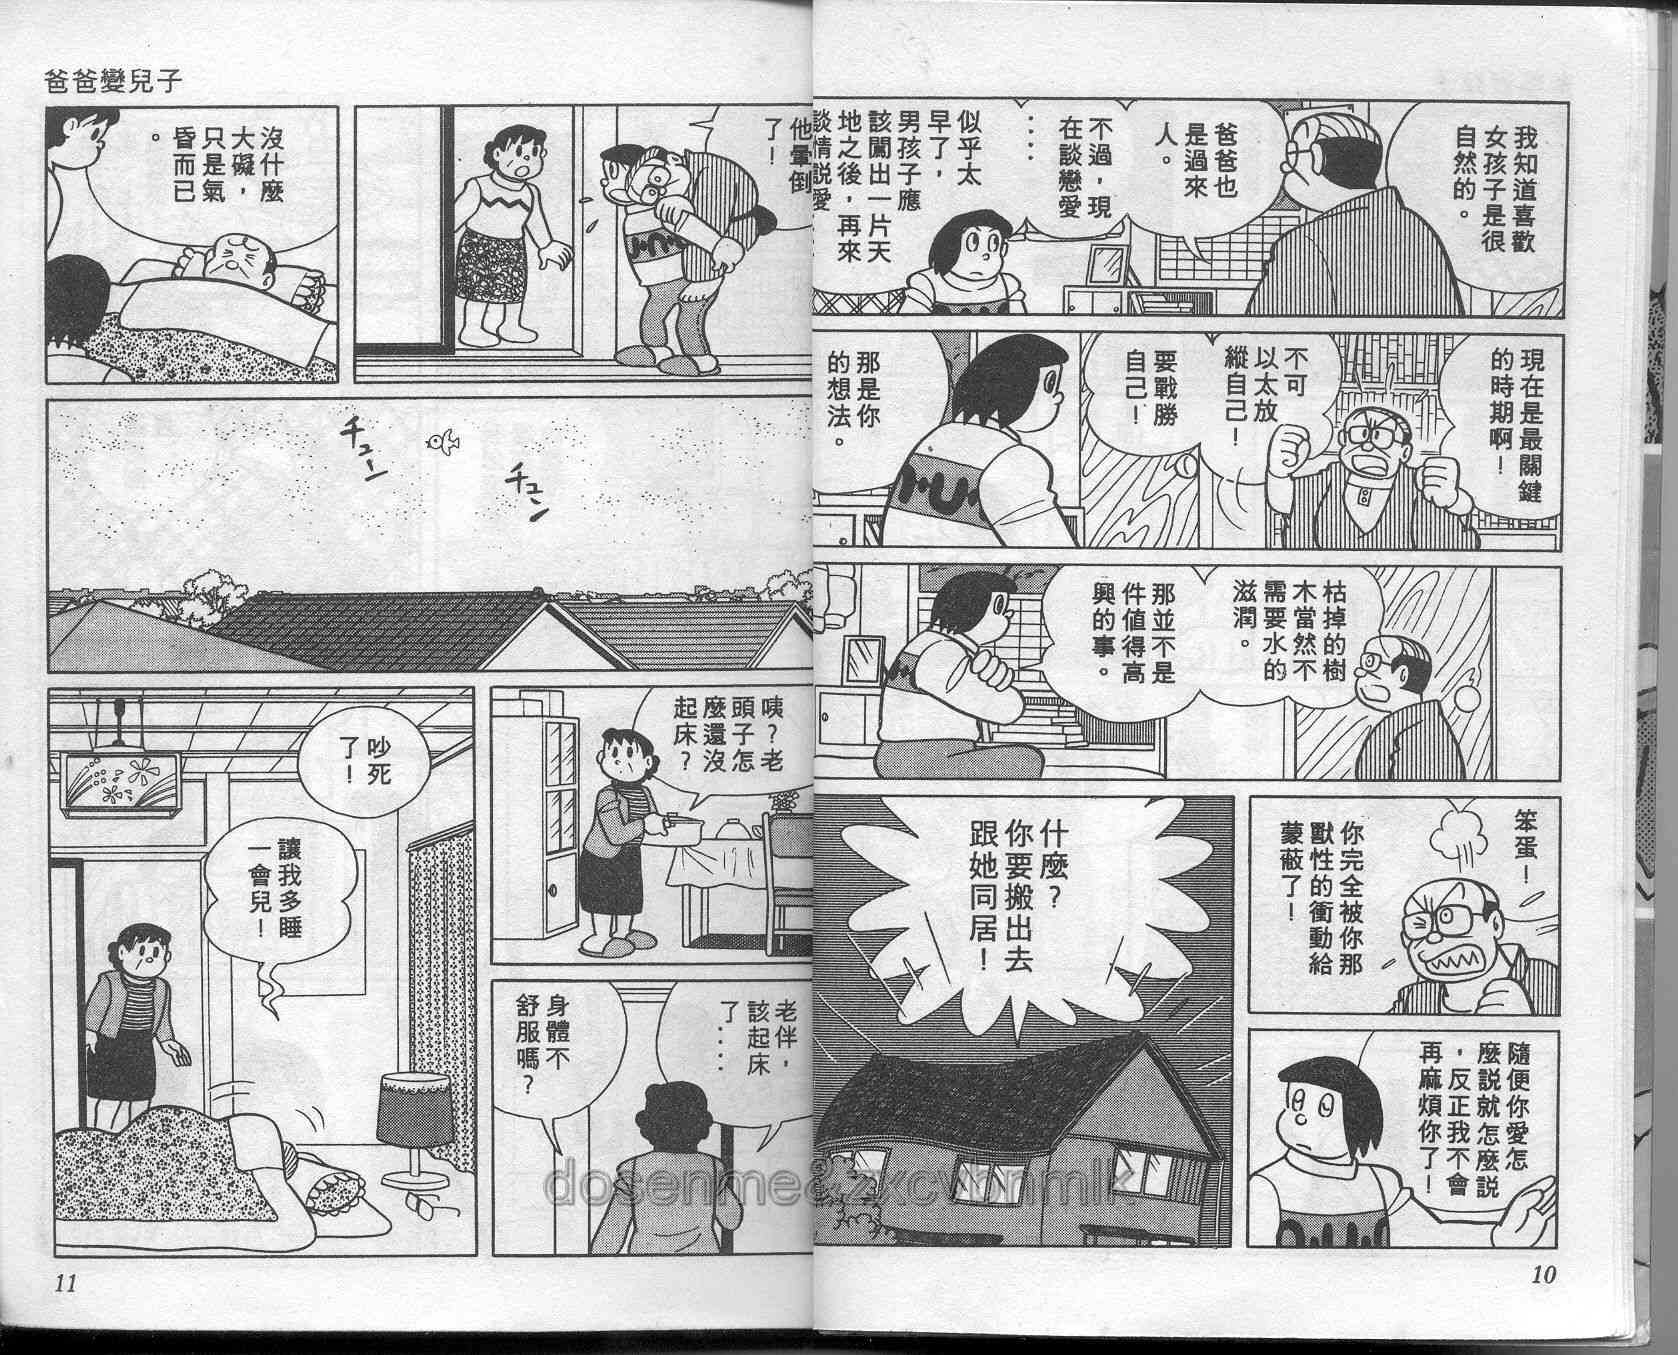 我知道喜歡
女孩子是很
自然的。
爸爸也
是過來
人。
不過，現
在談戀愛
‥‥
似乎太
早了，
男孩子應
該闖出一片天
地之後，再來
談情說愛
現在是最關鍵
的時期啊！
不可
以太放
縱自己！
要戰勝
自己！
那是你
的想法。
枯掉的樹
木當然不
需要水的
滋潤。
那並不是
件值得高
興的事。
笨蛋！
你完全被你那
獸性的衝動給
蒙蔽了！
隨便你愛怎
麼說就怎麼說
，反正我不會
再麻煩你了！
什麼？
你要搬出去
跟她同居！
10
爸爸變兒子
他暈倒
了！
沒什麼
大礙，
只是氣
昏而已
。
チュー
チュン
咦？老
頭子怎
麼還沒
起床？
老伴，
該起床
了‥‥
身體不
舒服嗎？
吵死
了！
讓我多睡
一會兒！
11
dosenme&zxcvbnmlk